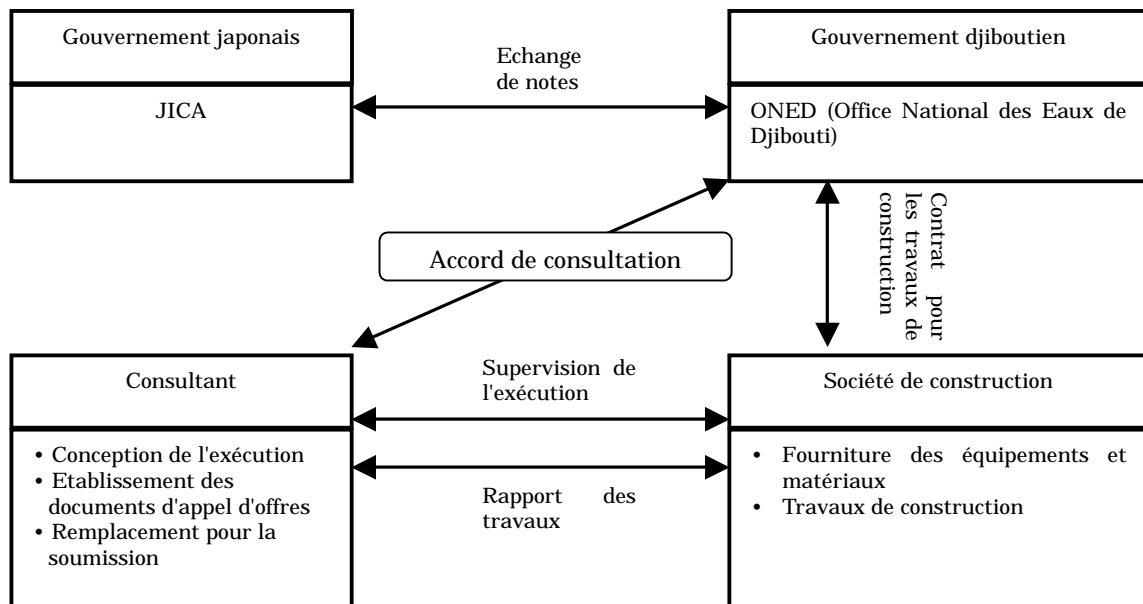 Gouvernement japonais
JICA
Echange
de notes
Gouvernement djiboutien
ONED (Office National des Eaux de
Djibouti)
Accord de consultation
Contrat pour
les travaux de
construction
Consultant
• Conception de l'exécution
• Etablissement des
documents d'appel d'offres
• Remplacement pour la
soumission
Supervision de
l'exécution
Rapport des
travaux
Société de construction
• Fourniture des équipements et
matériaux
• Travaux de construction